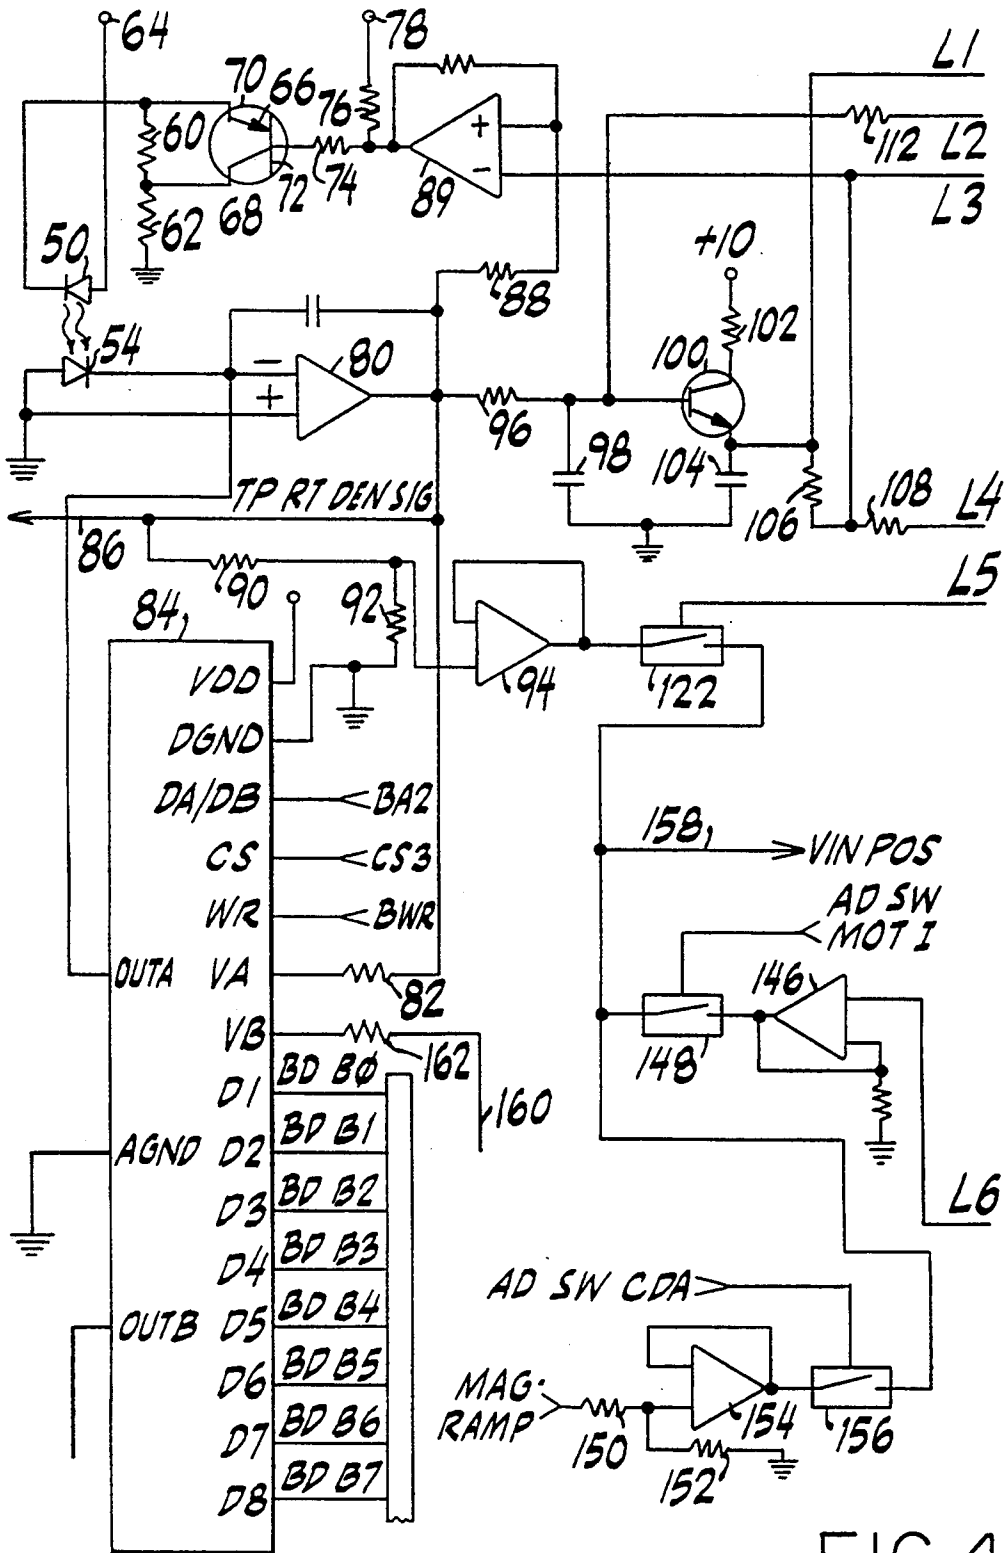 64
78
L1
70
66
76
60
112
L2
72
74
89
L3
62
68
50
+10
88
102
54
80
100
-
+
+
-
96
98
104
106
108
L4
TP RT DEN SIG
86
90
92
L5
84
94
122
VDD
DGND
DA/DB
BA2
CS
CS3
WR
BWR
158
VIN POS
AD SW
MOT I
OUTA
VA
82
146
VB
162
148
D1
BD BØ
160
AGND
D2
BD B1
D3
BD B2
L6
D4
BD B3
AD SW CDA
OUTB
D5
BD B4
D6
BD B5
MAG.
RAMP
D7
BD B6
150
154
156
152
D8
BD B7